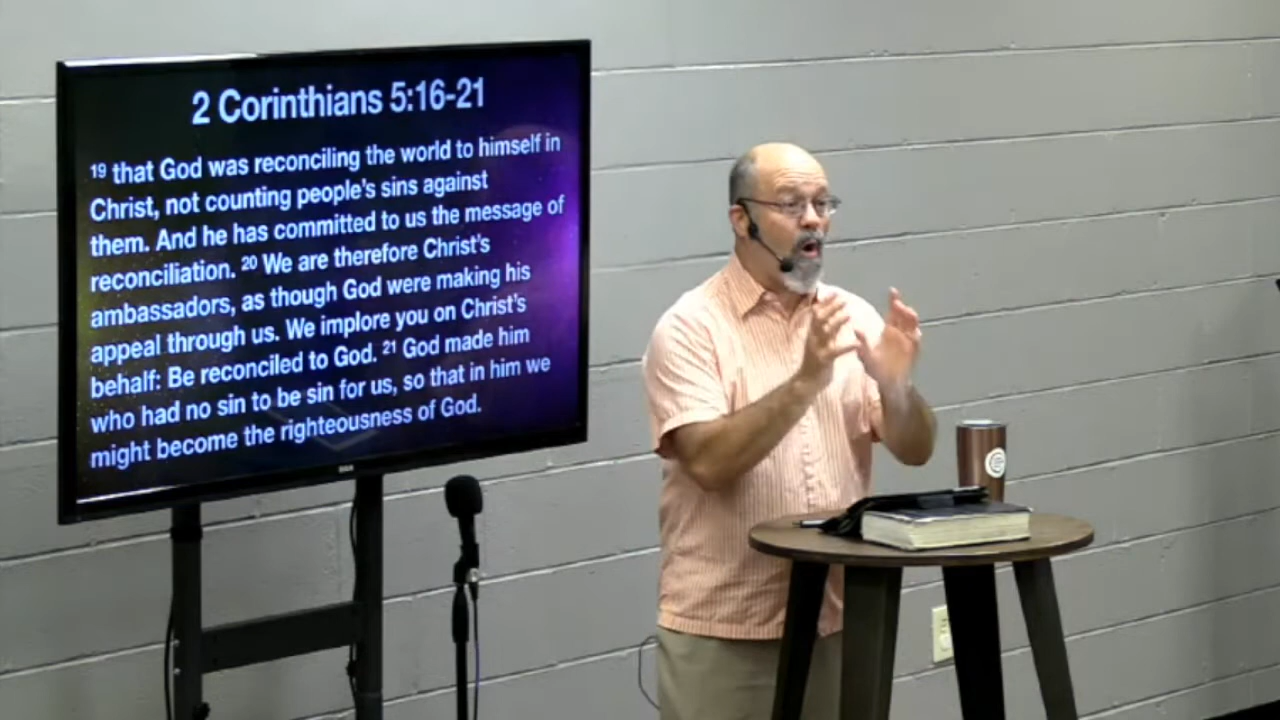 2 Corinthians 5:16-21
19 that God was reconciling the world to himself in
Christ, not counting people's sins against
them. And he has committed to us the message of
reconciliation. 20 We are therefore Christ's
ambassadors, as though God were making his
appeal through us. We implore you on Christ's
behalf: Be reconciled to God. 21 God made him
who had no sin to be sin for us, so that in him we
might become the righteousness of God.
RCA